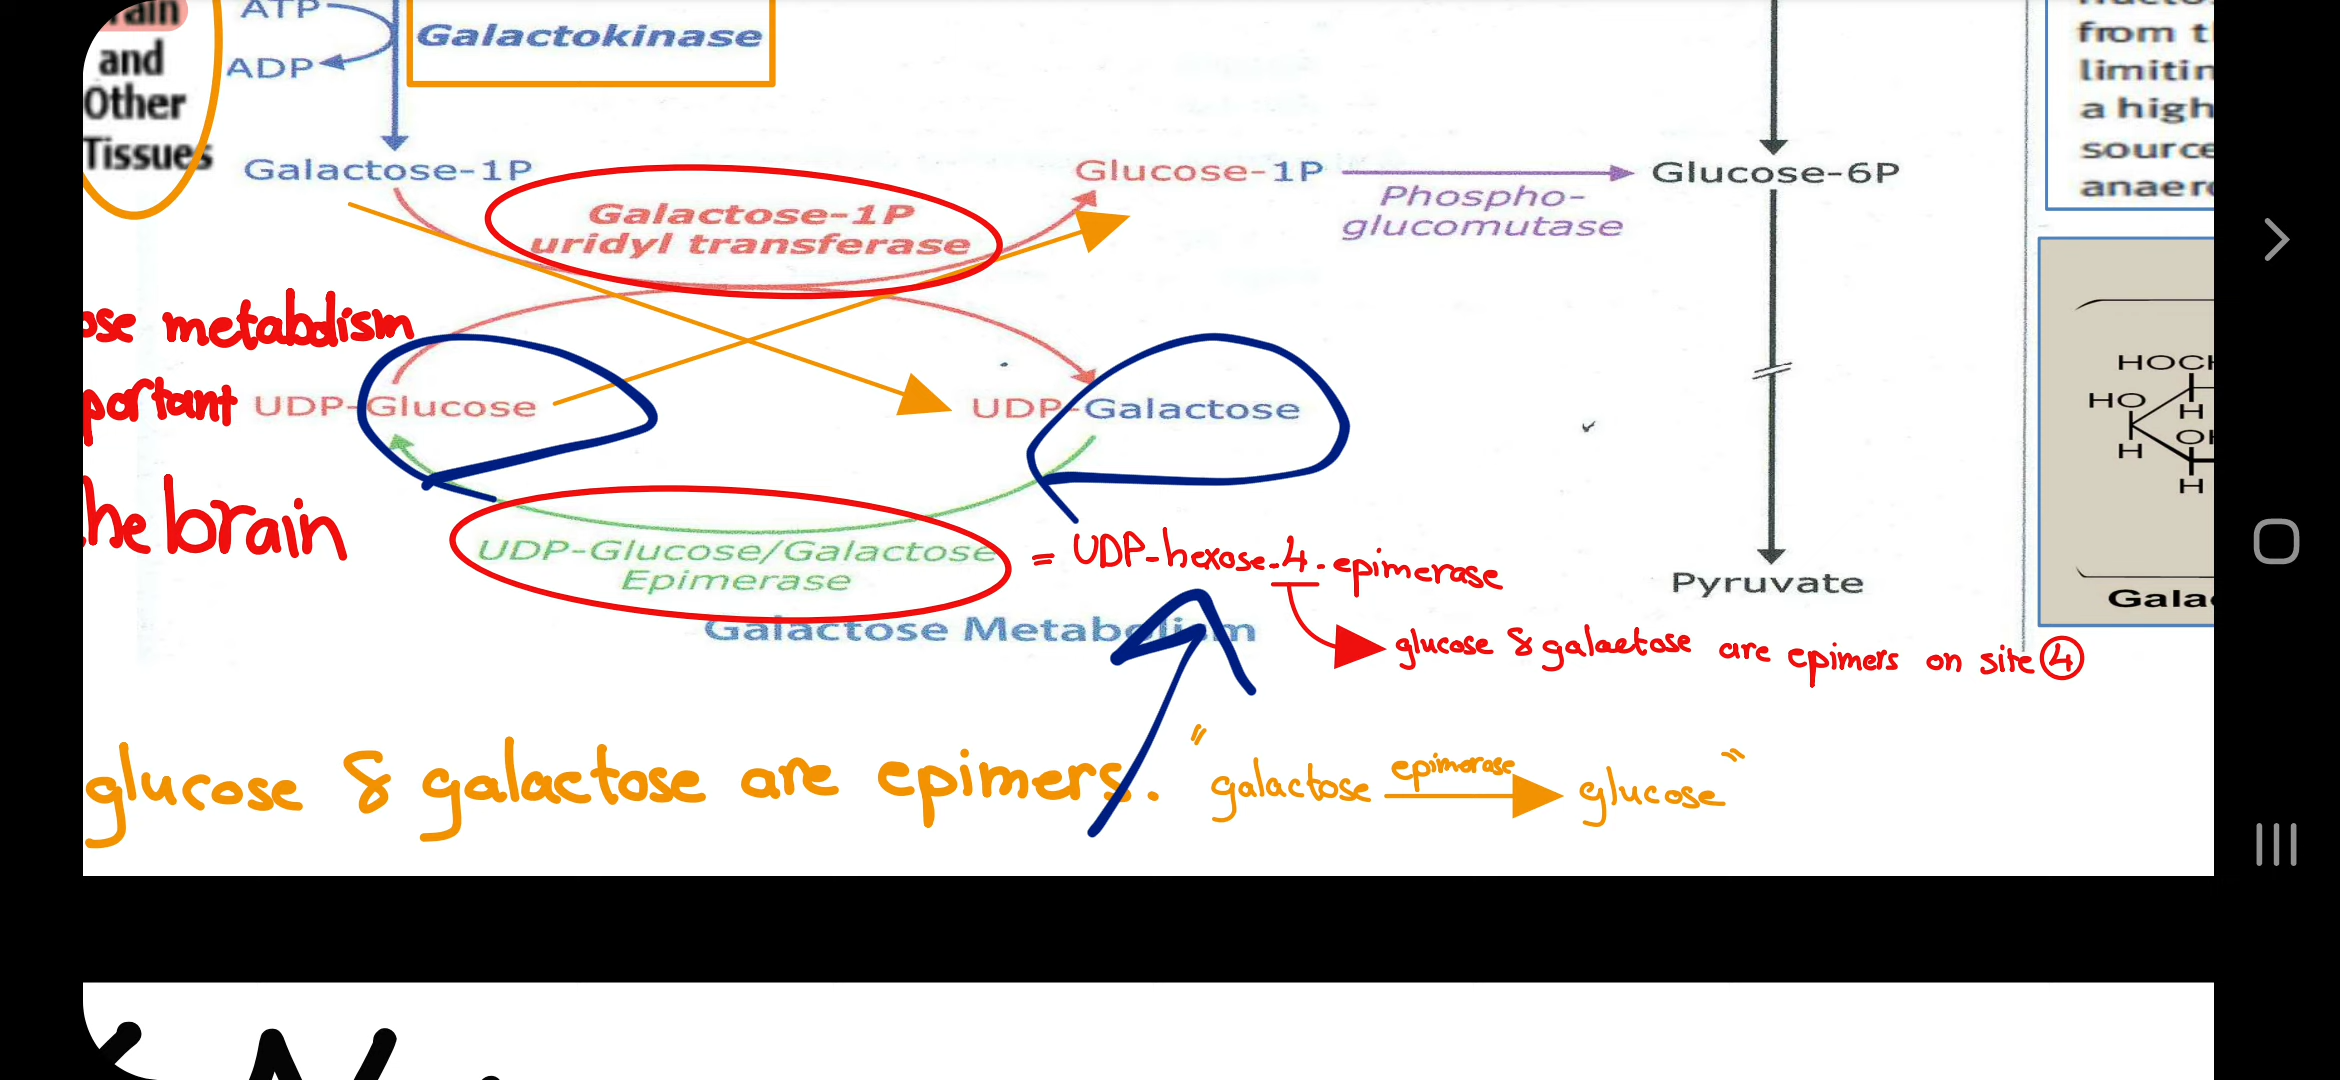 ATP
and
Other
Tissues
ADP
Galactokinase
Galactose-1P
Galactose-1P
uridyl transferase
Glucose-1P
Phospho-
glucomutase
Glucose-6P
from t
limitin
a high
source
anaero
ose metabolism
portant
the brain
UDP-Glucose
UDP-Galactose
UDP-Glucose/Galactose
Epimerase
= UDP-hexose-4-epimerase
Pyruvate
Galactose Metabolism
glucose & galactose are epimers on site 4
HOCH
HO
H
OH
H
H
Gala
glucose & galactose are epimers. "galactose epimerase glucose"